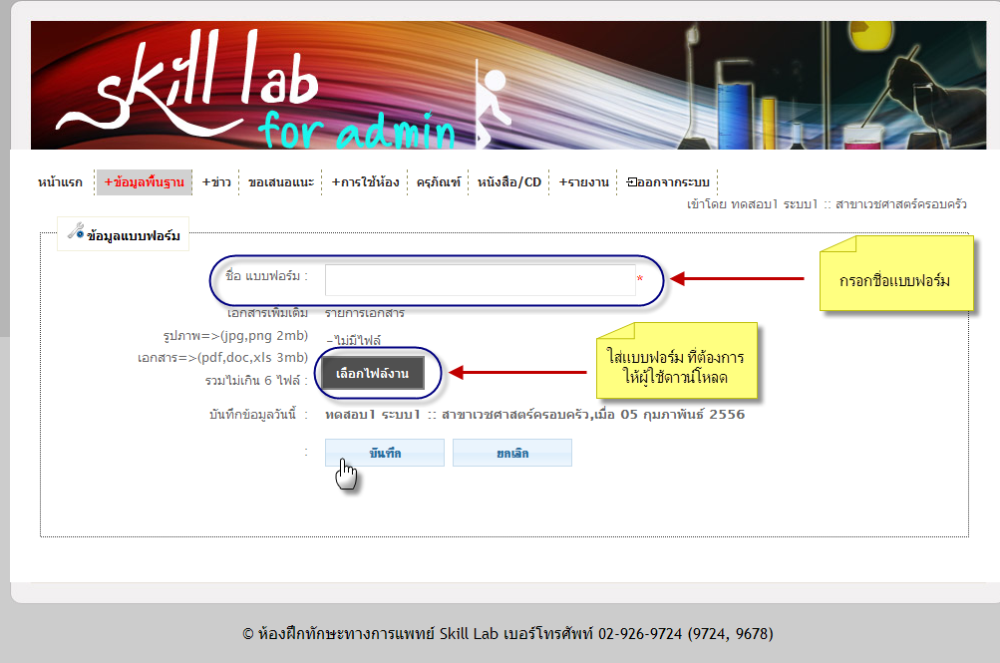 skill lab
for admin
หน้าแรก +ข้อมูลพื้นฐาน +ข่าว ขอเสนอแนะ +การใช้ห้อง ครุภัณฑ์ หนังสือ/CD +รายงาน ออกจากระบบ
เข้าโดย ทดสอบ1 ระบบ1 :: สาขาเวชศาสตร์ครอบครัว
ข้อมูลแบบฟอร์ม
ชื่อ แบบฟอร์ม : *
กรอกชื่อแบบฟอร์ม
เอกสารเพิ่มเติม รายการเอกสาร
รูปภาพ=>(jpg,png 2mb) -ไม่มีไฟล์
เอกสาร=>(pdf,doc,xls 3mb)
รวมไม่เกิน 6 ไฟล์ : เลือกไฟล์งาน
ใส่แบบฟอร์ม ที่ต้องการ
ให้ผู้ใช้ดาวน์โหลด
บันทึกข้อมูลวันนี้ : ทดสอบ1 ระบบ1 :: สาขาเวชศาสตร์ครอบครัว,เมื่อ 05 กุมภาพันธ์ 2556
: บันทึก ยกเลิก
© ห้องฝึกทักษะทางการแพทย์ Skill Lab เบอร์โทรศัพท์ 02-926-9724 (9724, 9678)